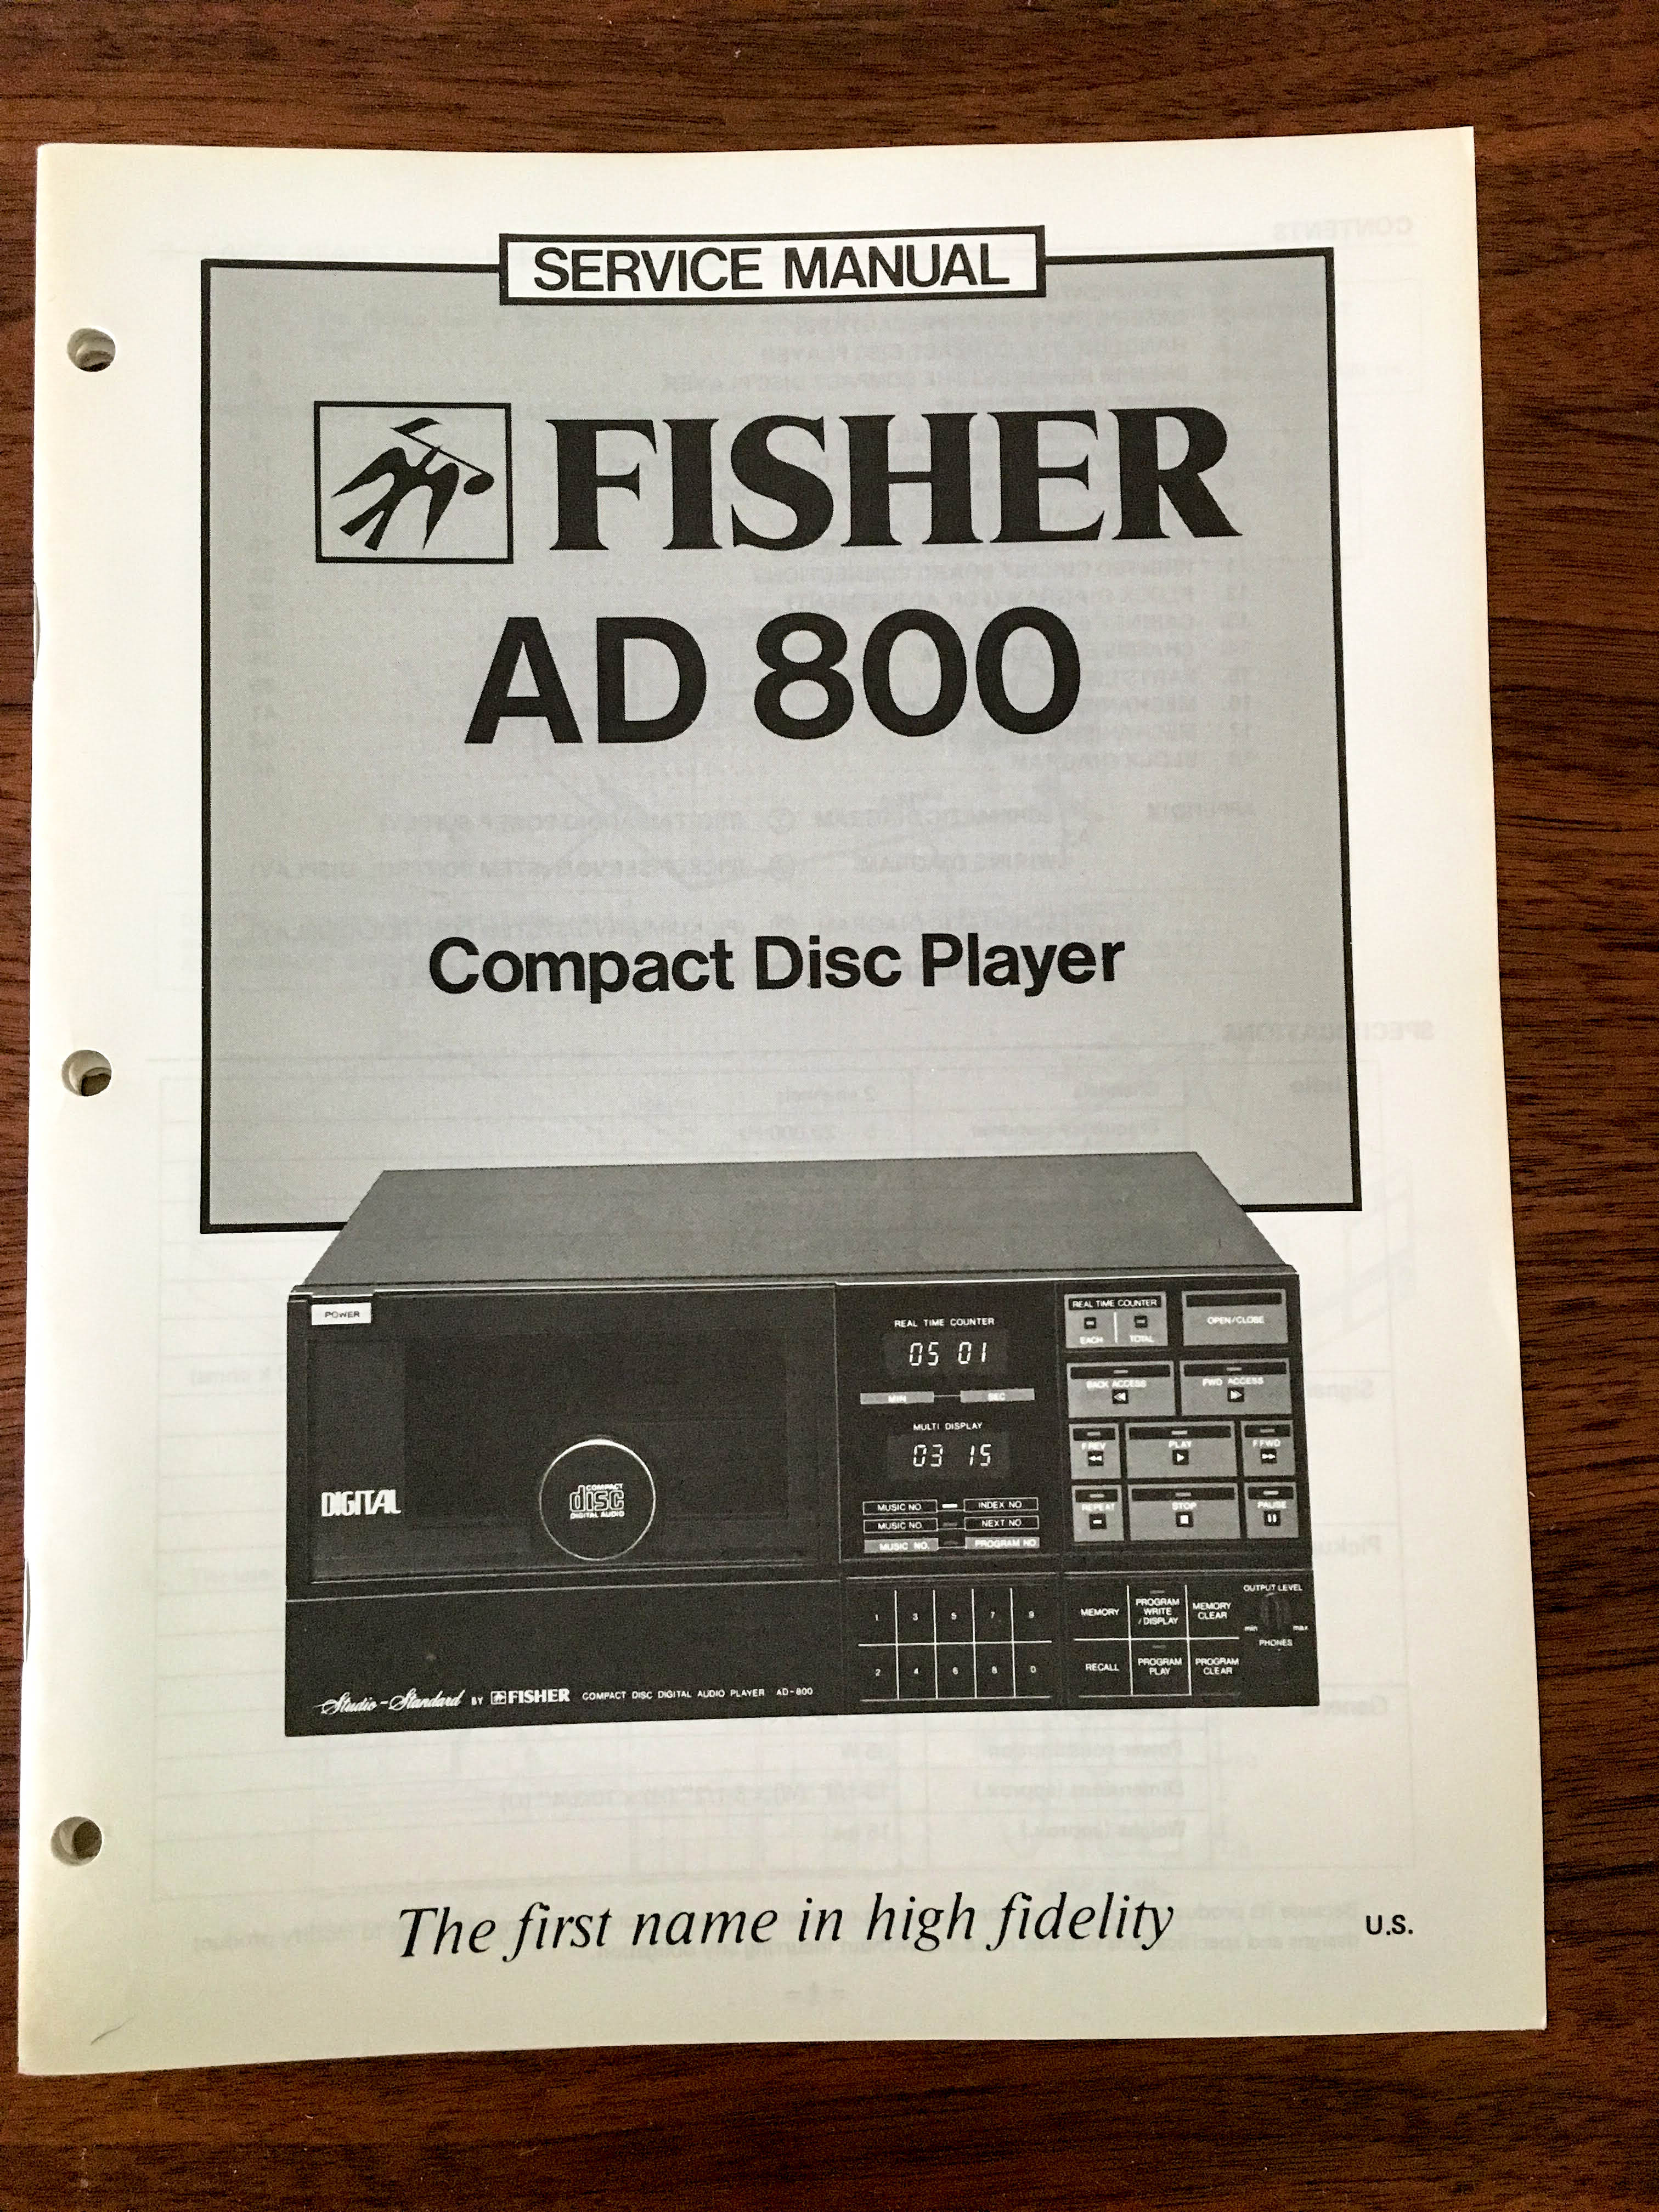 SERVICE MANUAL
FISHER
AD 800
Compact Disc Player
POWER
DIGITAL
COMPACT
disc
DIGITAL AUDIO
Studio-Standard BY FISHER COMPACT DISC DIGITAL AUDIO PLAYER AD-800
REAL TIME COUNTER
05 01
MIN SEC
MULTI DISPLAY
03 15
MUSIC NO. INDEX NO
MUSIC NO. NEXT NO.
MUSIC NO. PROGRAM NO
REAL TIME COUNTER
EACH TOTAL
OPEN/CLOSE
BACK ACCESS FWD ACCESS
F REV PLAY F FWD
REPEAT STOP PAUSE
1 3 5 7 9
2 4 6 8 0
MEMORY PROGRAM WRITE /DISPLAY MEMORY CLEAR
RECALL PROGRAM PLAY PROGRAM CLEAR
OUTPUT LEVEL
min max
PHONES
The first name in high fidelity
U.S.